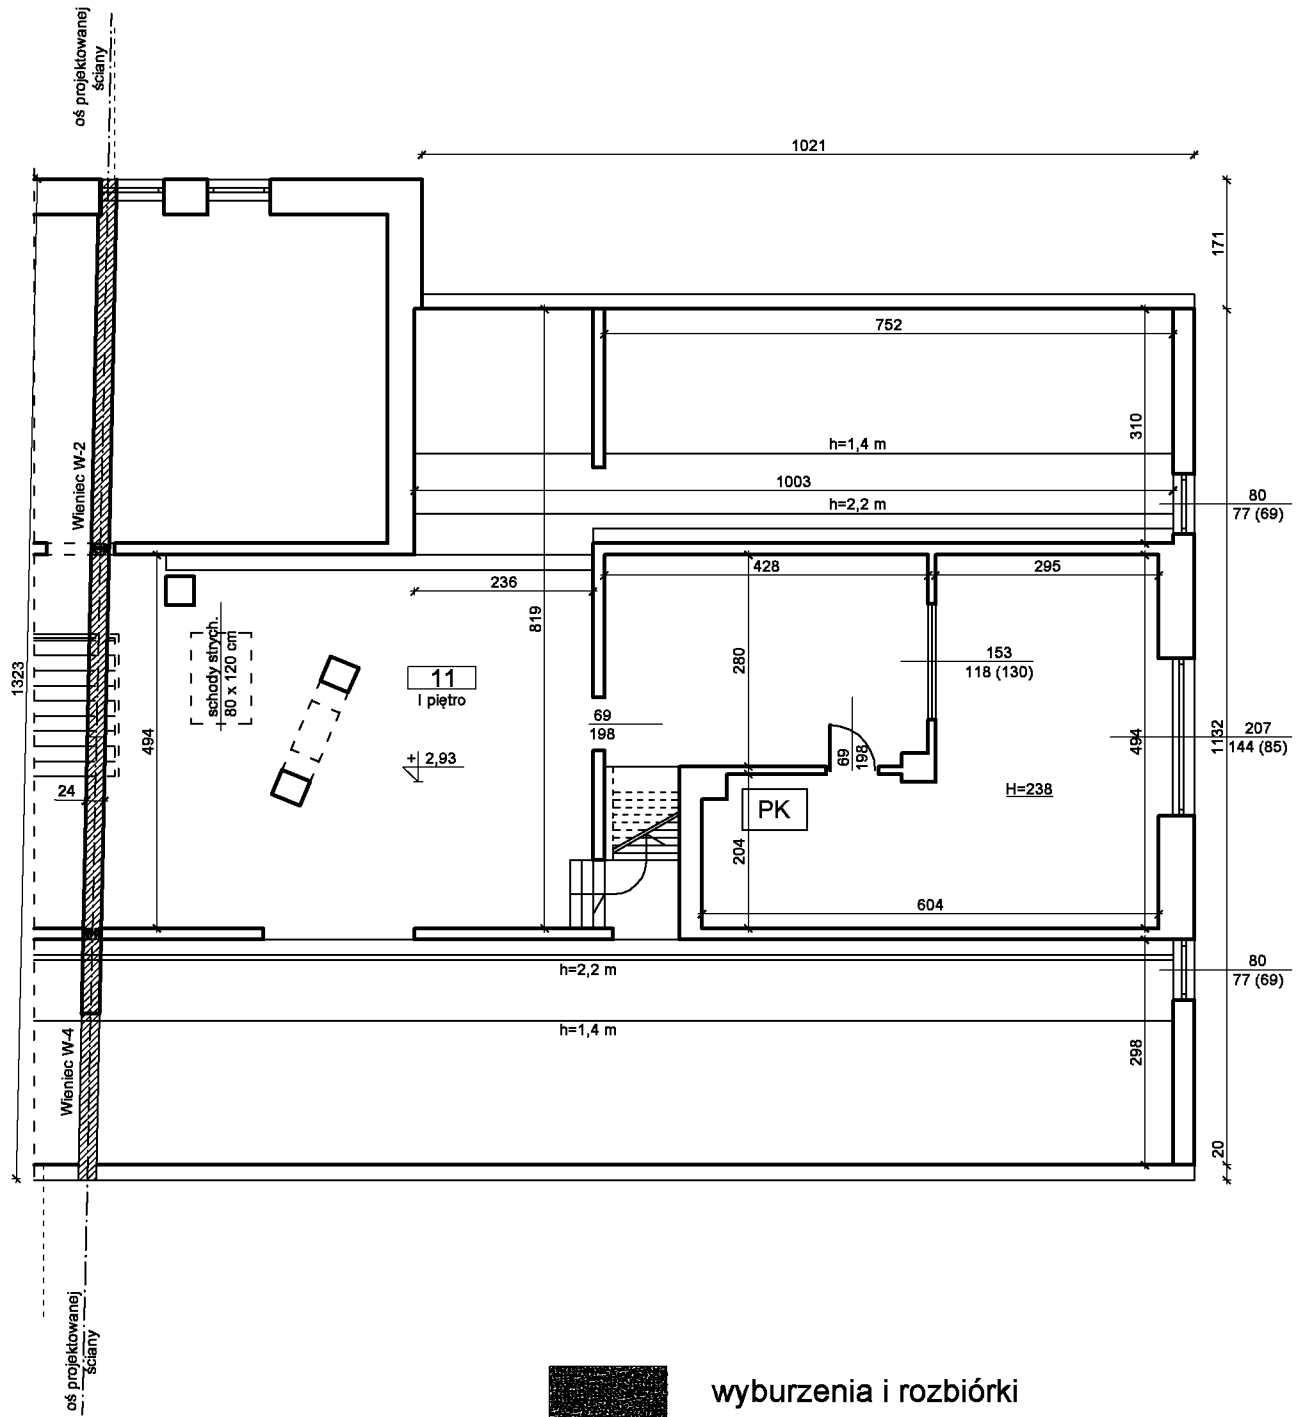 oś projektowanej
ściany
1021
171
752
310
h=1,4 m
Wieniec W-2
1003
80
77 (69)
h=2,2 m
236
428
295
819
schody strych.
80 x 120 cm
1323
280
153
118 (130)
11
I piętro
69
198
494
+ 2,93
69
198
494
1132
207
144 (85)
24
H=238
PK
204
604
80
77 (69)
h=2,2 m
h=1,4 m
Wieniec W-4
298
20
oś projektowanej
ściany
wyburzenia i rozbiórki